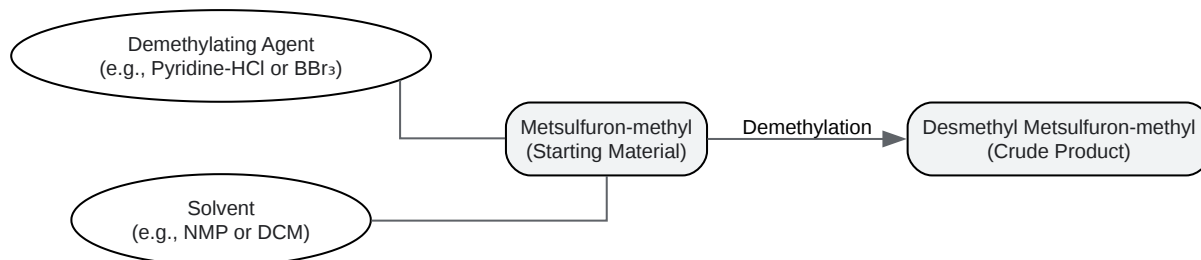 Demethylating Agent
(e.g., Pyridine-HCl or BBr₃)
Metsulfuron-methyl
(Starting Material)
Demethylation
Desmethyl Metsulfuron-methyl
(Crude Product)
Solvent
(e.g., NMP or DCM)